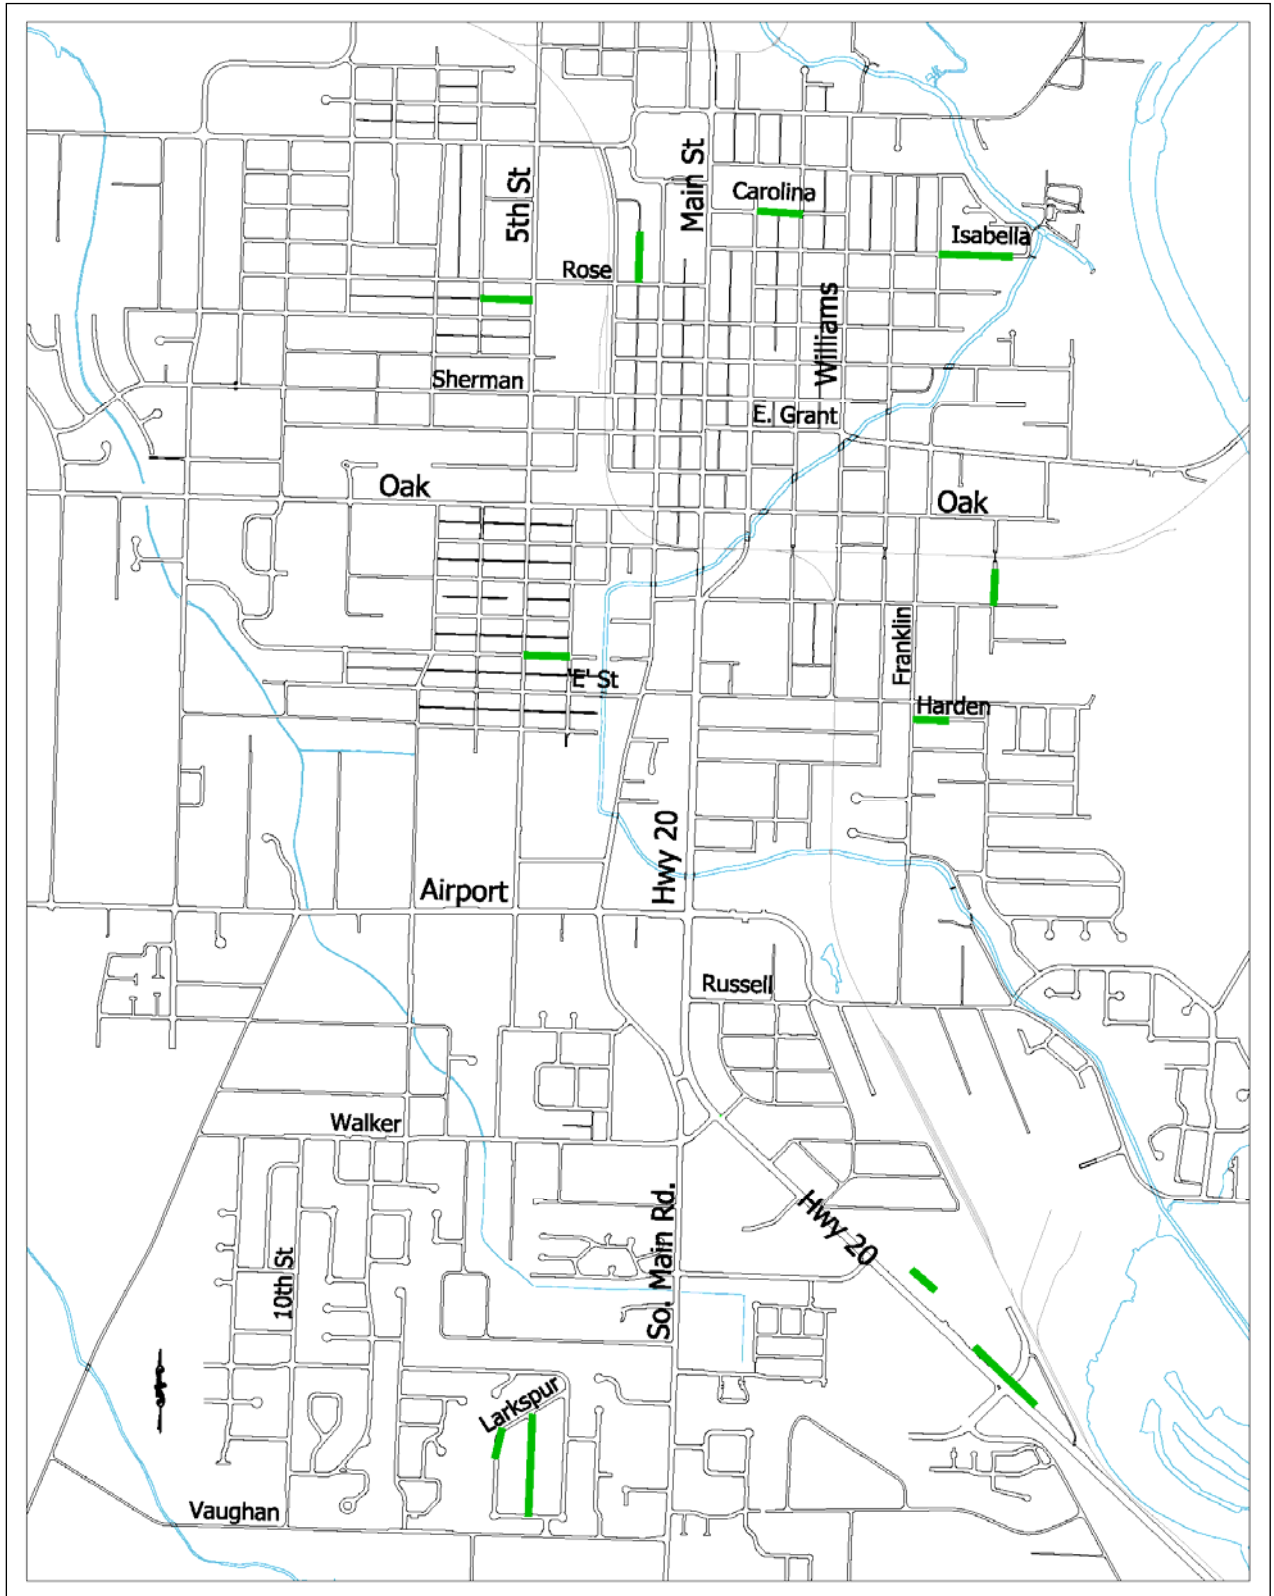 Main St
Carolina
5th St
Isabella
Rose
Williams
Sherman
E. Grant
Oak
Oak
Franklin
'E' St
Harden
Hwy 20
Airport
Russell
Walker
So. Main Rd.
Hwy 20
10th St
Larkspur
Vaughan